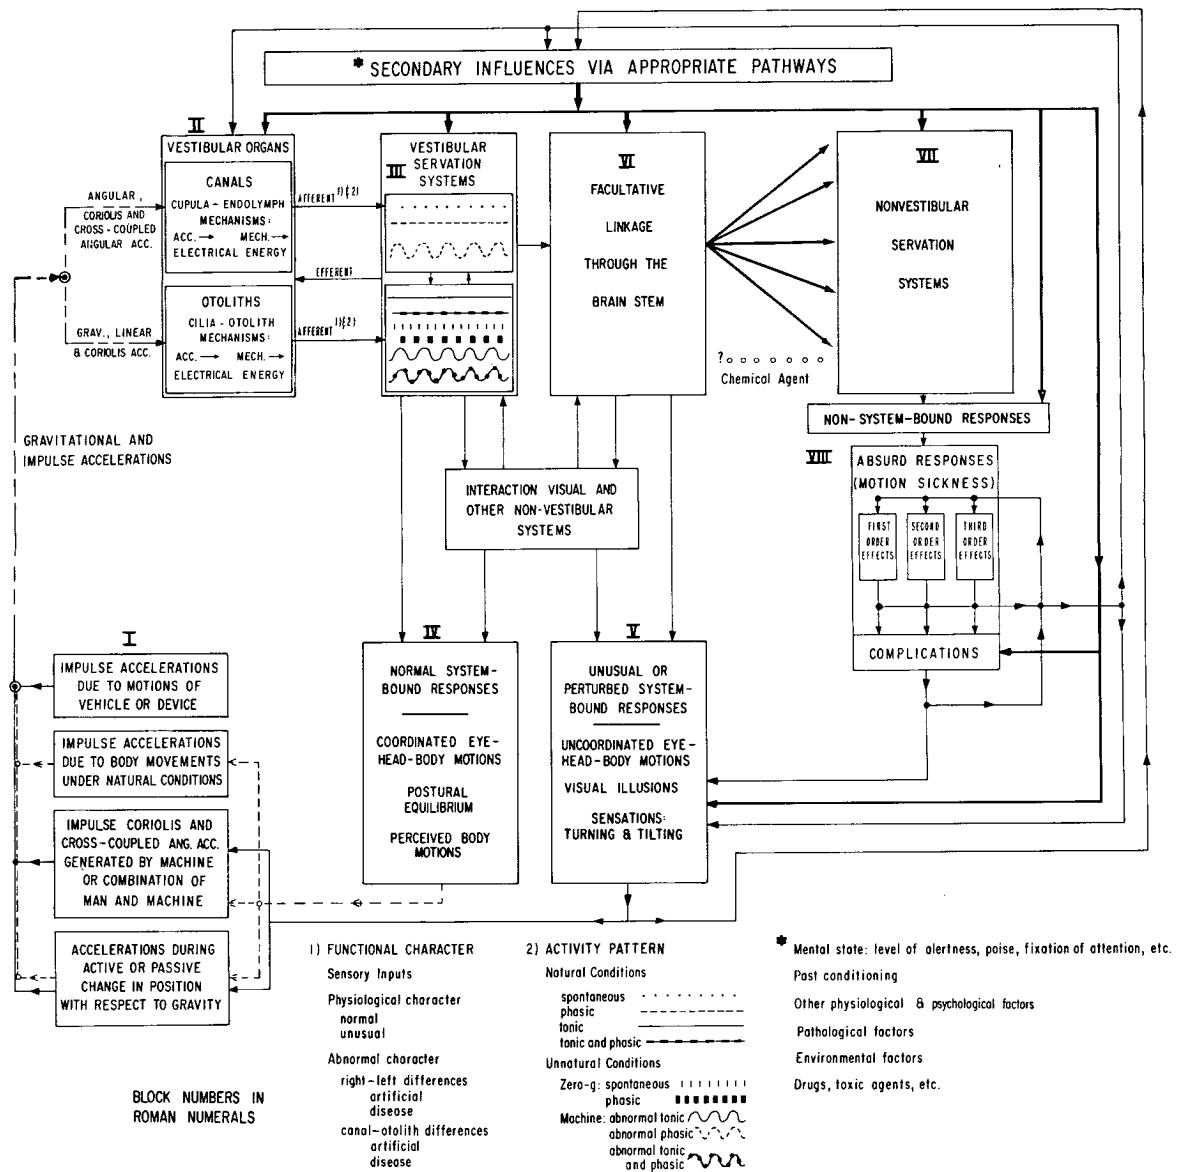 * SECONDARY INFLUENCES VIA APPROPRIATE PATHWAYS
II
VESTIBULAR ORGANS
CANALS
CUPULA-ENDOLYMPH
MECHANISMS:
ACC. → MECH. →
ELECTRICAL ENERGY
OTOLITHS
CILIA-OTOLITH
MECHANISMS:
ACC. → MECH. →
ELECTRICAL ENERGY
ANGULAR,
CORIOLIS AND
CROSS-COUPLED
ANGULAR ACC.
GRAV., LINEAR
& CORIOLIS ACC.
AFFERENT 1)&2)
EFFERENT
AFFERENT 1)&2)
VESTIBULAR
SERVATION
III
SYSTEMS
VI
FACULTATIVE
LINKAGE
THROUGH THE
BRAIN STEM
VII
NONVESTIBULAR
SERVATION
SYSTEMS
?
Chemical Agent
NON-SYSTEM-BOUND RESPONSES
VIII
ABSURD RESPONSES
(MOTION SICKNESS)
FIRST
ORDER
EFFECTS
SECOND
ORDER
EFFECTS
THIRD
ORDER
EFFECTS
COMPLICATIONS
GRAVITATIONAL AND
IMPULSE ACCELERATIONS
INTERACTION VISUAL AND
OTHER NON-VESTIBULAR
SYSTEMS
I
IMPULSE ACCELERATIONS
DUE TO MOTIONS OF
VEHICLE OR DEVICE
IMPULSE ACCELERATIONS
DUE TO BODY MOVEMENTS
UNDER NATURAL CONDITIONS
IMPULSE CORIOLIS AND
CROSS-COUPLED ANG. ACC.
GENERATED BY MACHINE
OR COMBINATION OF
MAN AND MACHINE
ACCELERATIONS DURING
ACTIVE OR PASSIVE
CHANGE IN POSITION
WITH RESPECT TO GRAVITY
IV
NORMAL SYSTEM-
BOUND RESPONSES
COORDINATED EYE-
HEAD-BODY MOTIONS
POSTURAL
EQUILIBRIUM
PERCEIVED BODY
MOTIONS
V
UNUSUAL OR
PERTURBED SYSTEM-
BOUND RESPONSES
UNCOORDINATED EYE-
HEAD-BODY MOTIONS
VISUAL ILLUSIONS
SENSATIONS:
TURNING & TILTING
BLOCK NUMBERS IN
ROMAN NUMERALS
1) FUNCTIONAL CHARACTER
Sensory Inputs
Physiological character
normal
unusual
Abnormal character
right-left differences
artificial
disease
canal-otolith differences
artificial
disease
2) ACTIVITY PATTERN
Natural Conditions
spontaneous
phasic
tonic
tonic and phasic
Unnatural Conditions
Zero-g: spontaneous
phasic
Machine: abnormal tonic
abnormal phasic
abnormal tonic
and phasic
* Mental state: level of alertness, poise, fixation of attention, etc.
Past conditioning
Other physiological & psychological factors
Pathological factors
Environmental factors
Drugs, toxic agents, etc.